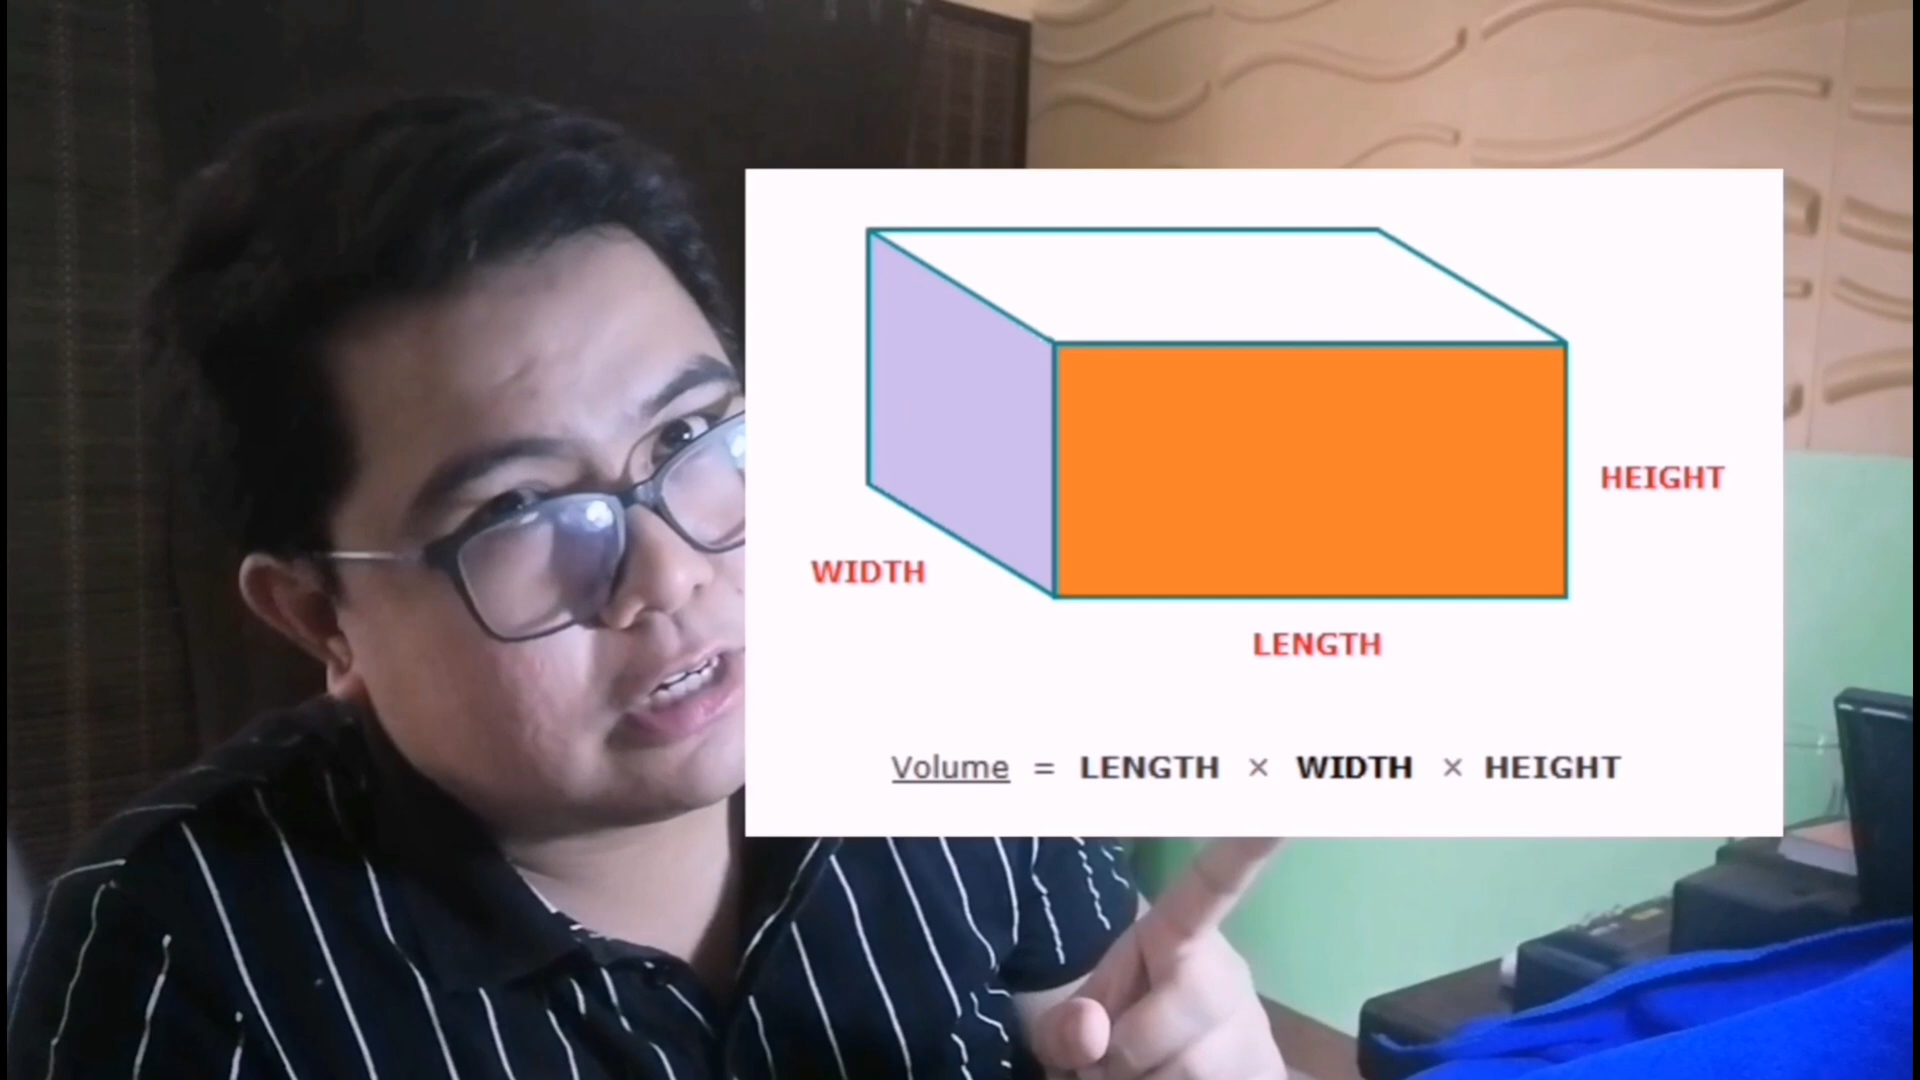 HEIGHT
WIDTH
LENGTH
Volume = LENGTH × WIDTH × HEIGHT